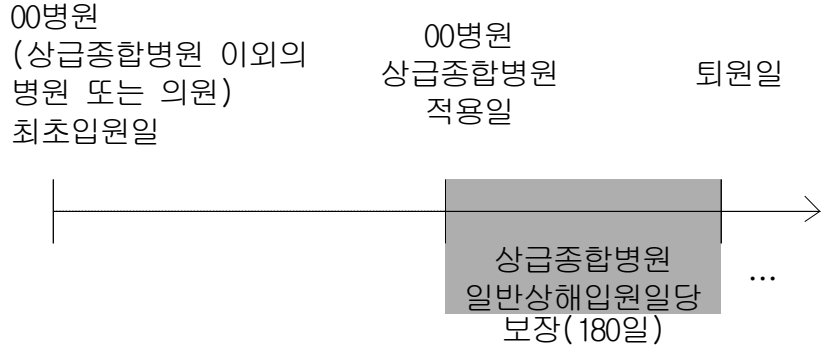 00병원
(상급종합병원 이외의
병원 또는 의원)
최초입원일
00병원
상급종합병원
적용일
퇴원일
상급종합병원
일반상해입원일당
보장(180일)
...